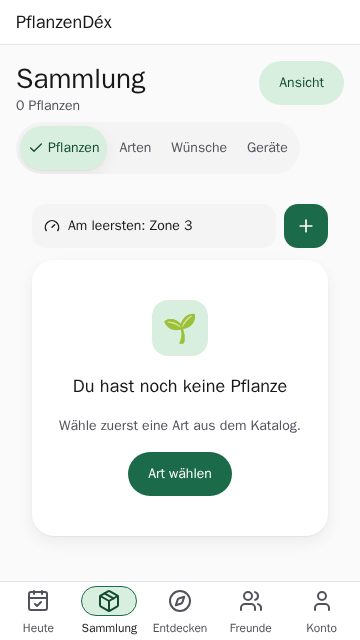 PflanzenDéx
Sammlung
0 Pflanzen
Ansicht
Pflanzen Arten Wünsche Geräte
Am leersten: Zone 3
Du hast noch keine Pflanze
Wähle zuerst eine Art aus dem Katalog.
Art wählen
Heute Sammlung Entdecken Freunde Konto